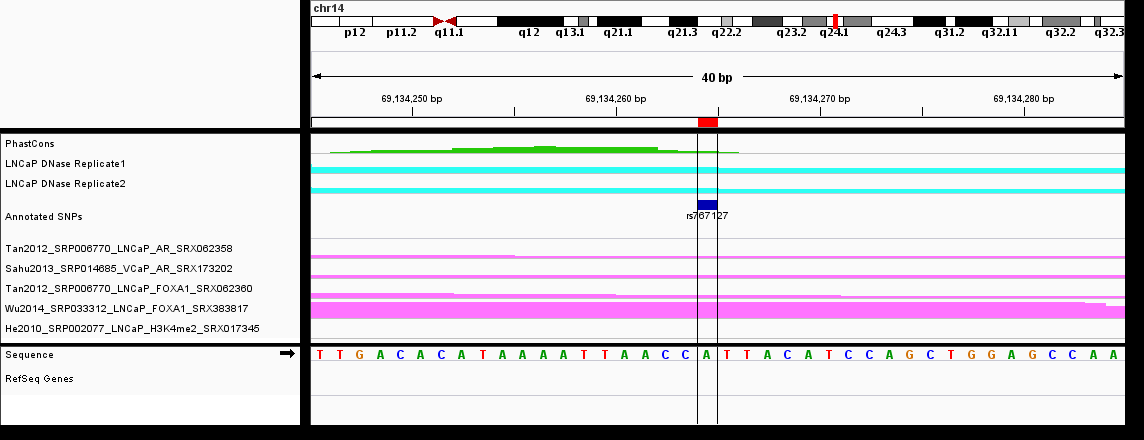 chr14
p12 p11.2 q11.1 q12 q13.1 q21.1 q21.3 q22.2 q23.2 q24.1 q24.3 q31.2 q32.11 q32.2 q32.3
40 bp
69,134,250 bp 69,134,260 bp 69,134,270 bp 69,134,280 bp
PhastCons
LNCaP DNase Replicate1
LNCaP DNase Replicate2
Annotated SNPs
rs767127
Tan2012_SRP006770_LNCaP_AR_SRX062358
Sahu2013_SRP014685_VCaP_AR_SRX173202
Tan2012_SRP006770_LNCaP_FOXA1_SRX062360
Wu2014_SRP033312_LNCaP_FOXA1_SRX383817
He2010_SRP002077_LNCaP_H3K4me2_SRX017345
Sequence T T G A C A C A T A A A A T T A A C C A T T A C A T C C A G C T G G A G C C A A
RefSeq Genes